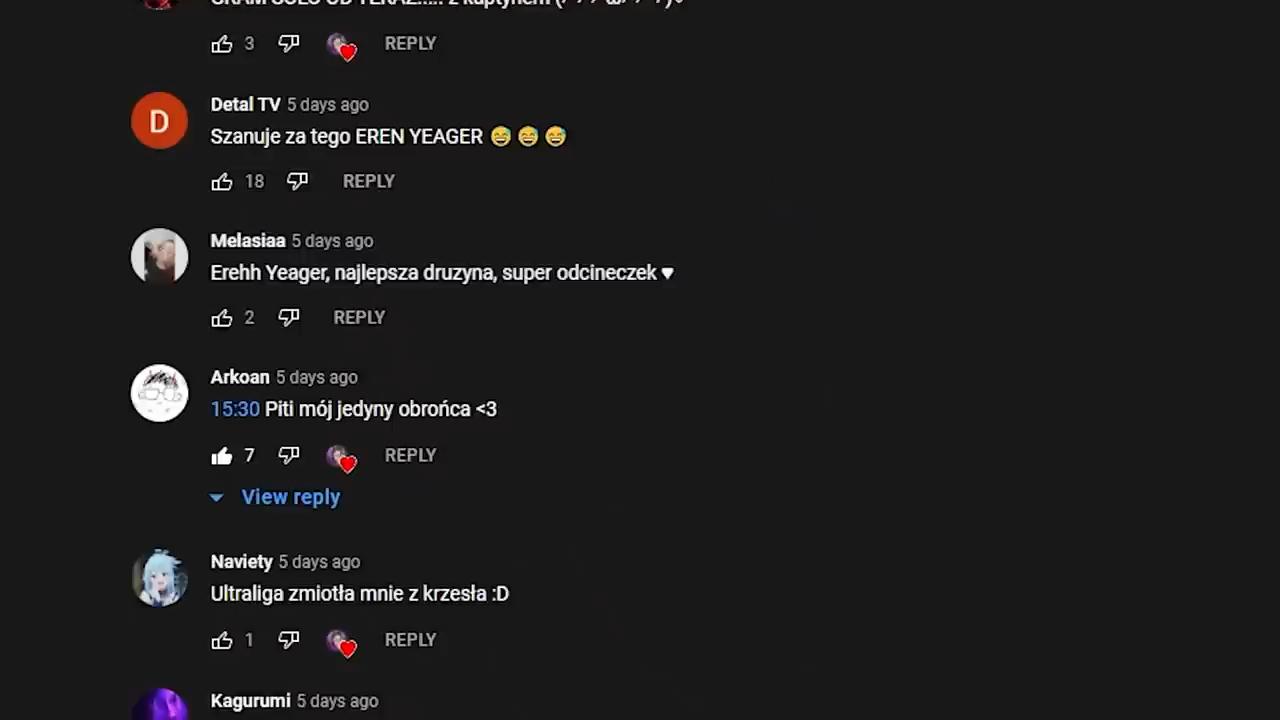 3 REPLY
D
Detal TV 5 days ago
Szanuje za tego EREN YEAGER 😅 😅 😅
18 REPLY
Melasiaa 5 days ago
Erehh Yeager, najlepsza druzyna, super odcineczek ♥
2 REPLY
Arkoan 5 days ago
15:30 Piti mój jedyny obrońca <3
7 REPLY
View reply
Naviety 5 days ago
Ultraliga zmiotła mnie z krzesła :D
1 REPLY
Kagurumi 5 days ago